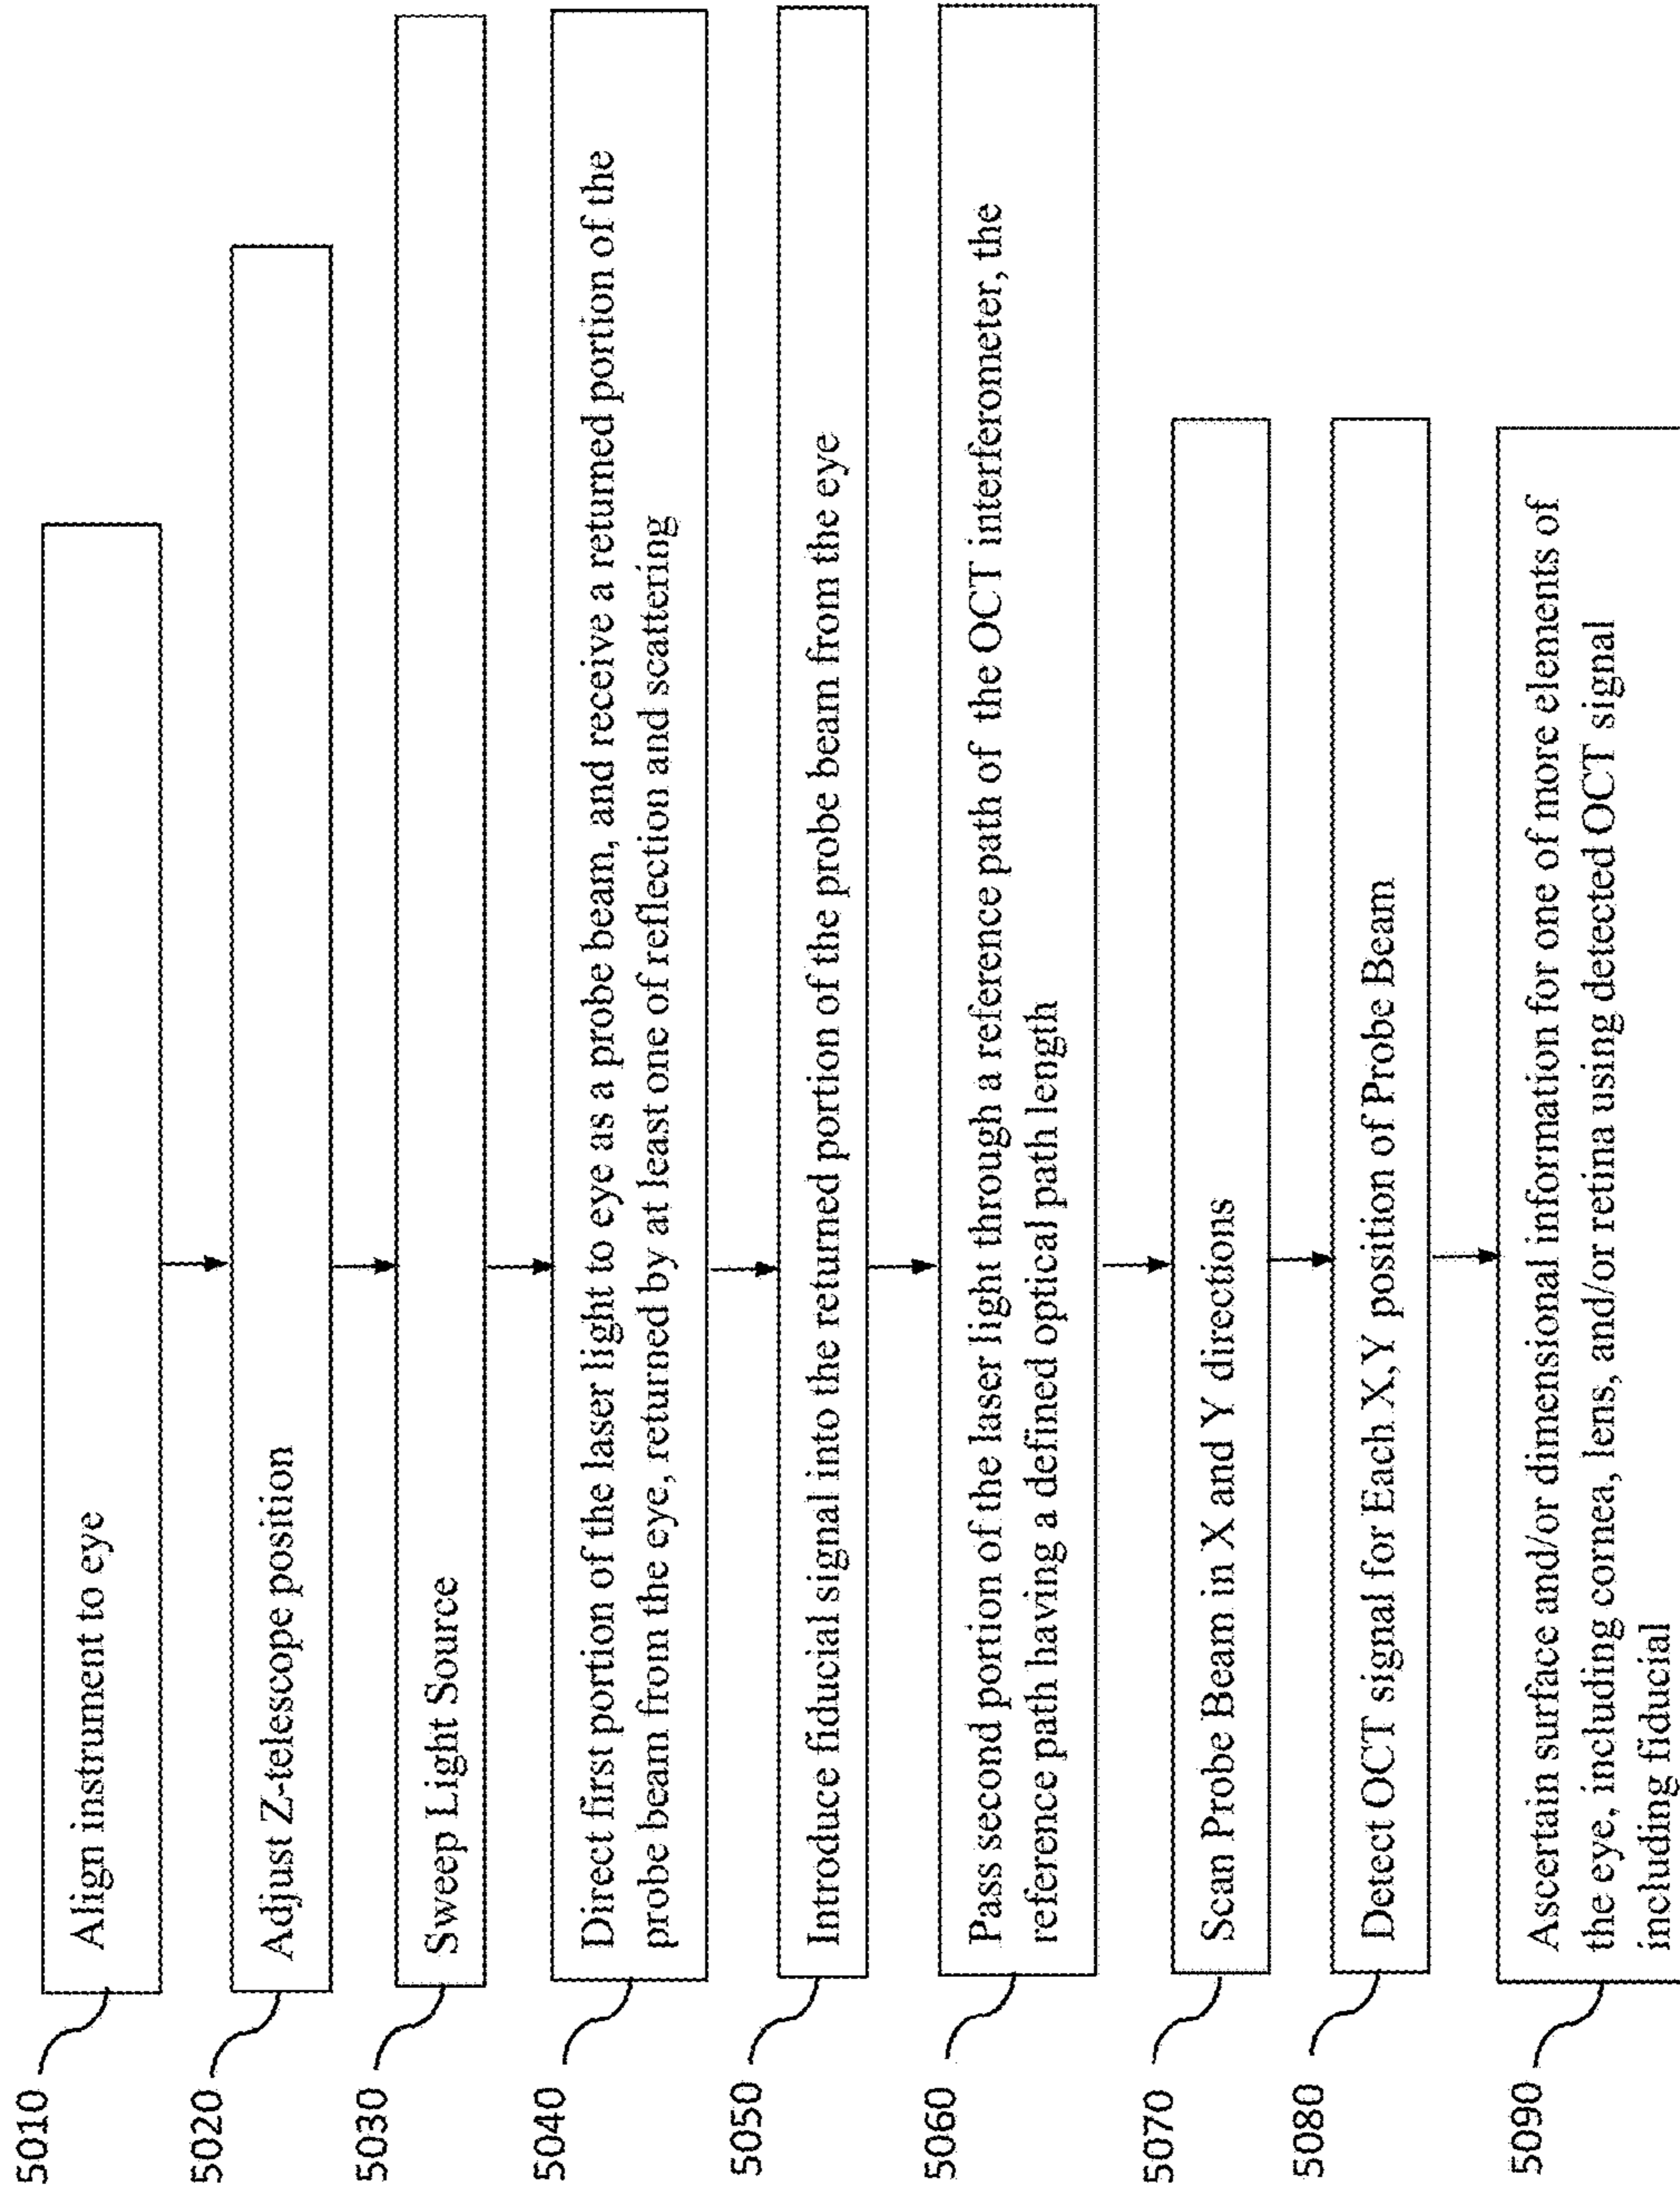 5010
Align instrument to eye
5020
Adjust Z-telescope position
5030
Sweep Light Source
5040
Direct first portion of the laser light to eye as a probe beam, and receive a returned portion of the
probe beam from the eye, returned by at least one of reflection and scattering
5050
Introduce fiducial signal into the returned portion of the probe beam from the eye
5060
Pass second portion of the laser light through a reference path of the OCT interferometer, the
reference path having a defined optical path length
5070
Scan Probe Beam in X and Y directions
5080
Detect OCT signal for Each X,Y position of Probe Beam
5090
Ascertain surface and/or dimensional information for one of more elements of
the eye, including cornea, lens, and/or retina using detected OCT signal
including fiducial